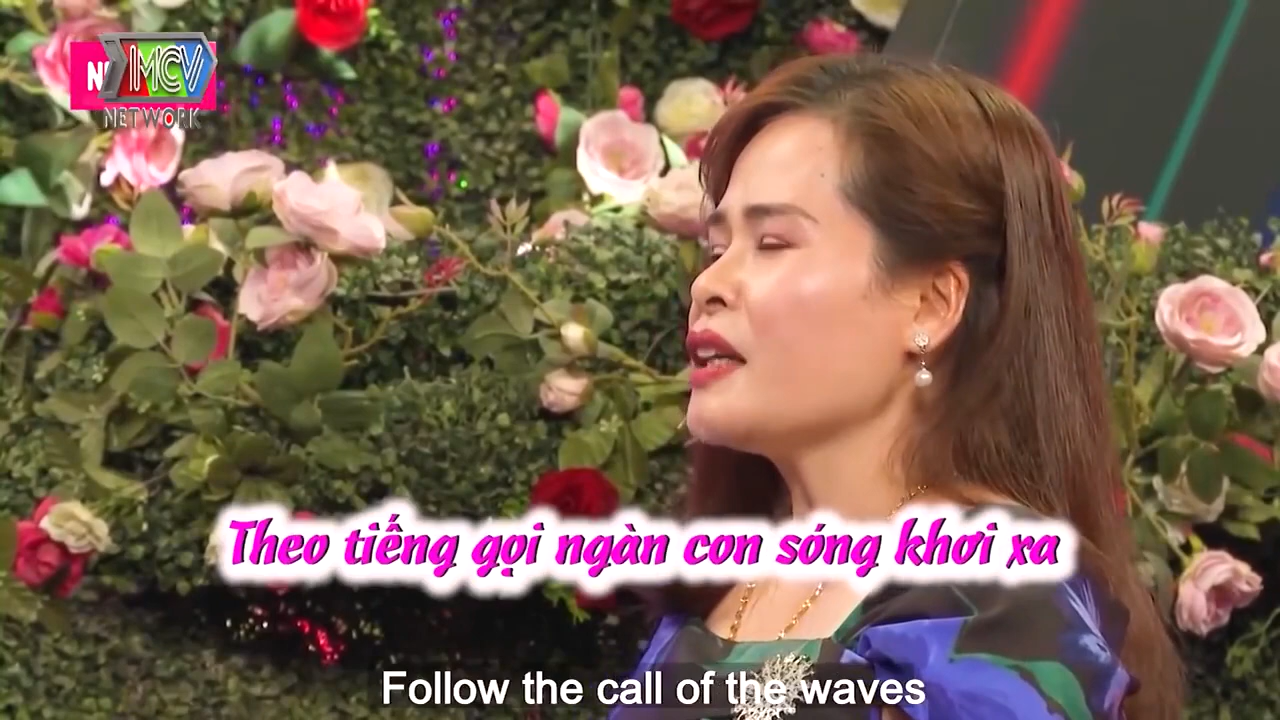 MCV
NETWORK
Theo tiếng gọi ngàn con sóng khơi xa
Follow the call of the waves